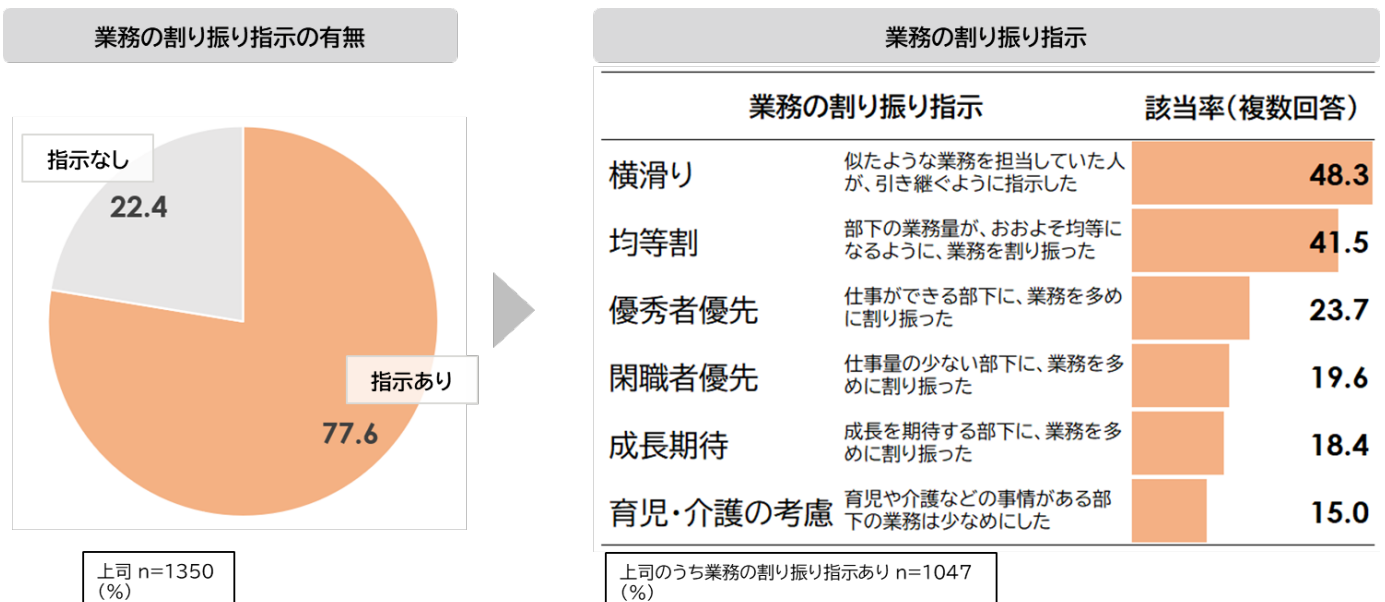 業務の割り振り指示の有無
指示なし
22.4
指示あり
77.6
上司 n=1350
(%)
業務の割り振り指示
業務の割り振り指示 該当率(複数回答)
横滑り 似たような業務を担当していた人
が、引き継ぐように指示した 48.3
均等割 部下の業務量が、おおよそ均等に
なるように、業務を割り振った 41.5
優秀者優先 仕事ができる部下に、業務を多め
に割り振った 23.7
閑職者優先 仕事量の少ない部下に、業務を多
めに割り振った 19.6
成長期待 成長を期待する部下に、業務を多
めに割り振った 18.4
育児・介護の考慮 育児や介護などの事情がある部
下の業務は少なめにした 15.0
上司のうち業務の割り振り指示あり n=1047
(%)